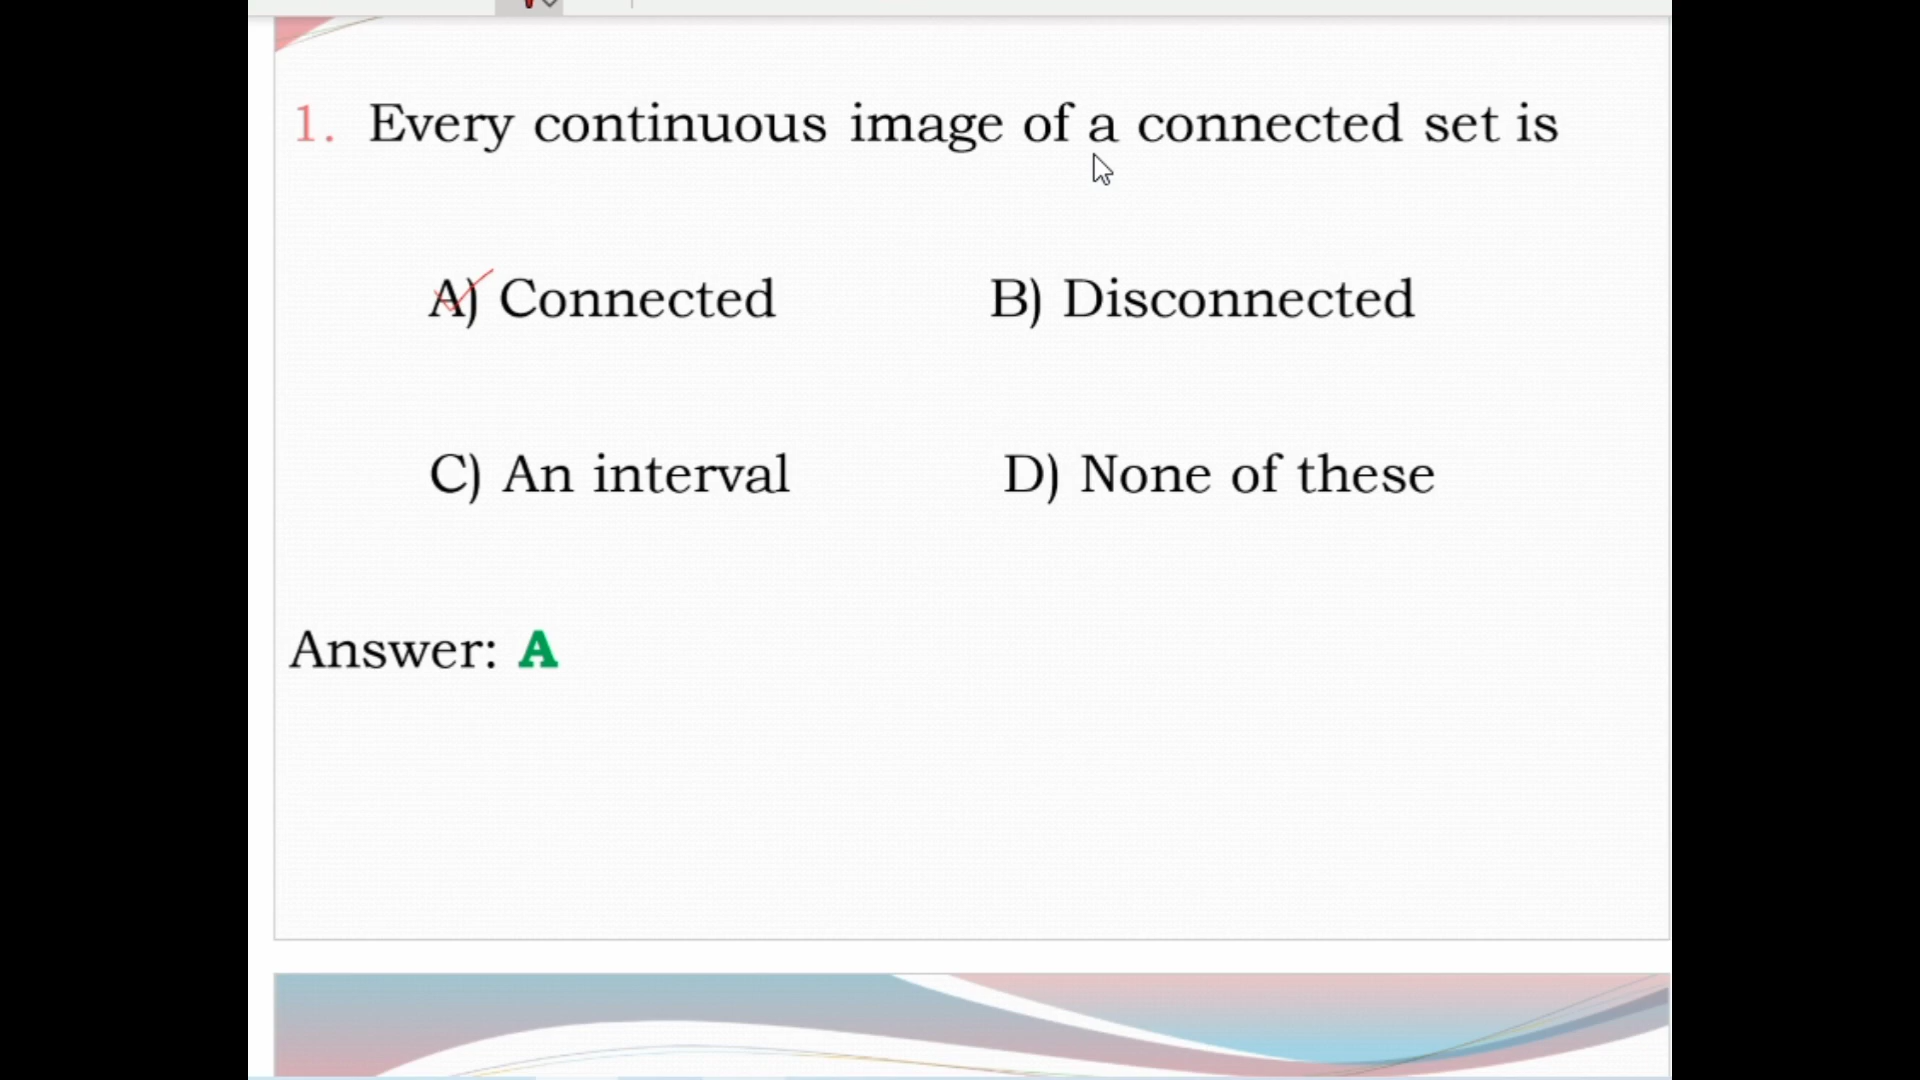 1. Every continuous image of a connected set is
A) Connected B) Disconnected
C) An interval D) None of these
Answer: A